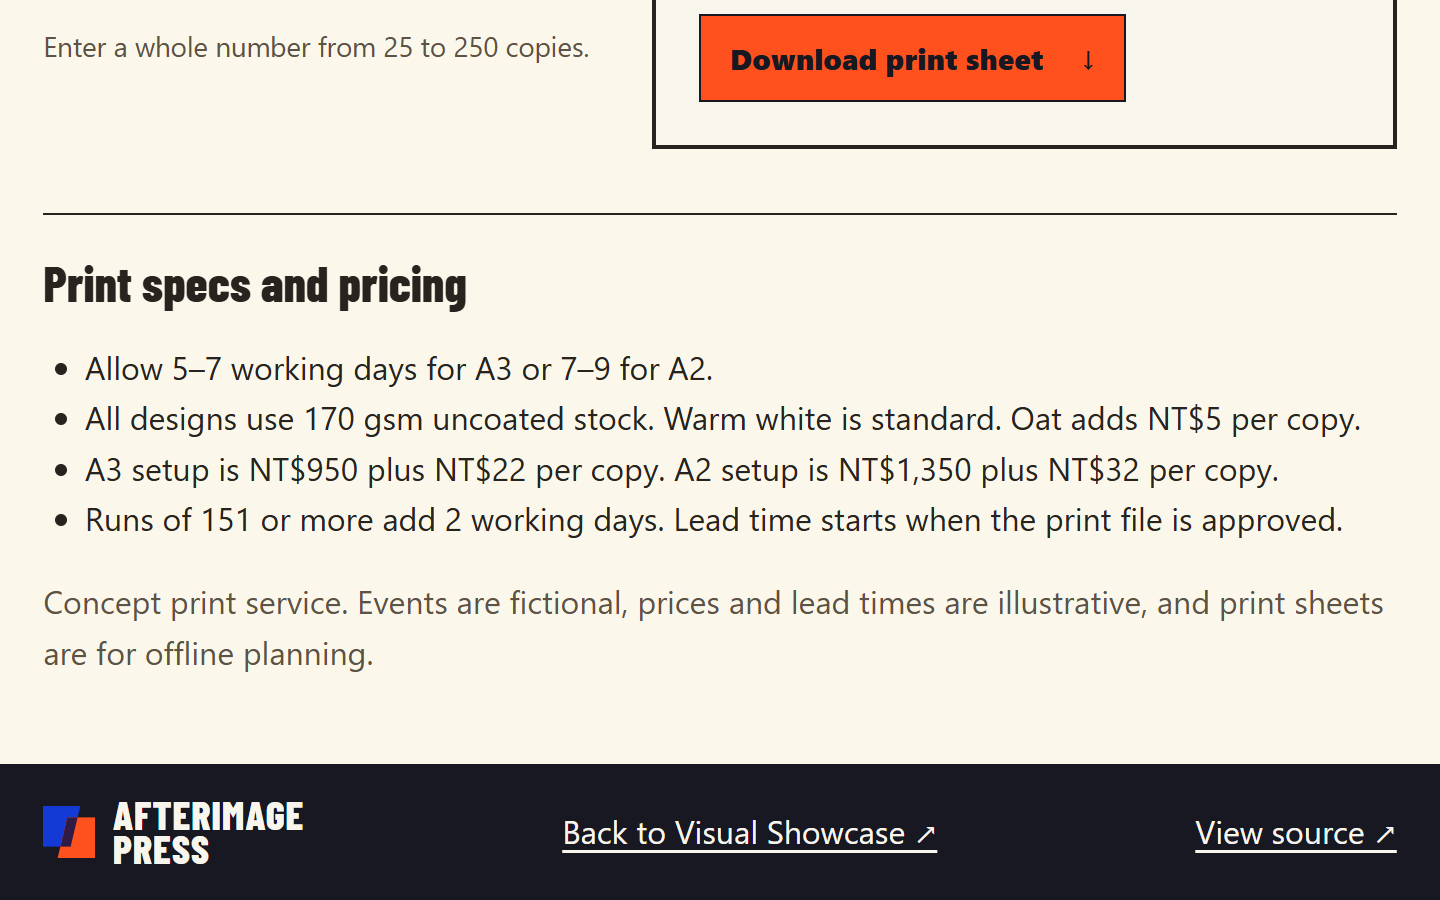 Enter a whole number from 25 to 250 copies.
Download print sheet ↓
Print specs and pricing
• Allow 5–7 working days for A3 or 7–9 for A2.
• All designs use 170 gsm uncoated stock. Warm white is standard. Oat adds NT$5 per copy.
• A3 setup is NT$950 plus NT$22 per copy. A2 setup is NT$1,350 plus NT$32 per copy.
• Runs of 151 or more add 2 working days. Lead time starts when the print file is approved.
Concept print service. Events are fictional, prices and lead times are illustrative, and print sheets
are for offline planning.
AFTERIMAGE
PRESS
Back to Visual Showcase ↗
View source ↗